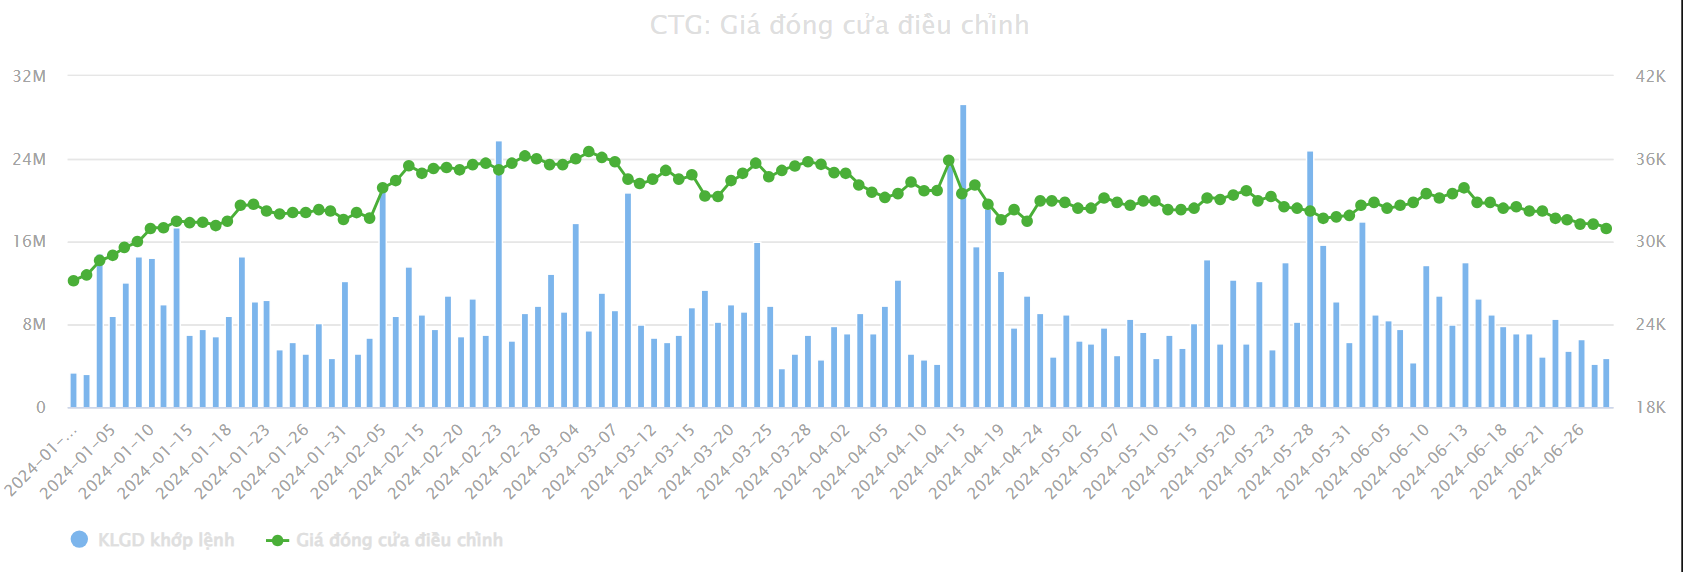 CTG: Giá đóng cửa điều chỉnh
32M 42K
24M 36K
16M 30K
8M 24K
0 18K
2024-01-... 2024-01-05 2024-01-10 2024-01-15 2024-01-18 2024-01-23 2024-01-26 2024-01-31 2024-02-05 2024-02-15 2024-02-20 2024-02-23 2024-02-28 2024-03-04 2024-03-07 2024-03-12 2024-03-15 2024-03-20 2024-03-25 2024-03-28 2024-04-02 2024-04-05 2024-04-10 2024-04-15 2024-04-19 2024-04-24 2024-05-02 2024-05-07 2024-05-10 2024-05-15 2024-05-20 2024-05-23 2024-05-28 2024-05-31 2024-06-05 2024-06-10 2024-06-13 2024-06-18 2024-06-21 2024-06-26
KLGD khớp lệnh Giá đóng cửa điều chỉnh